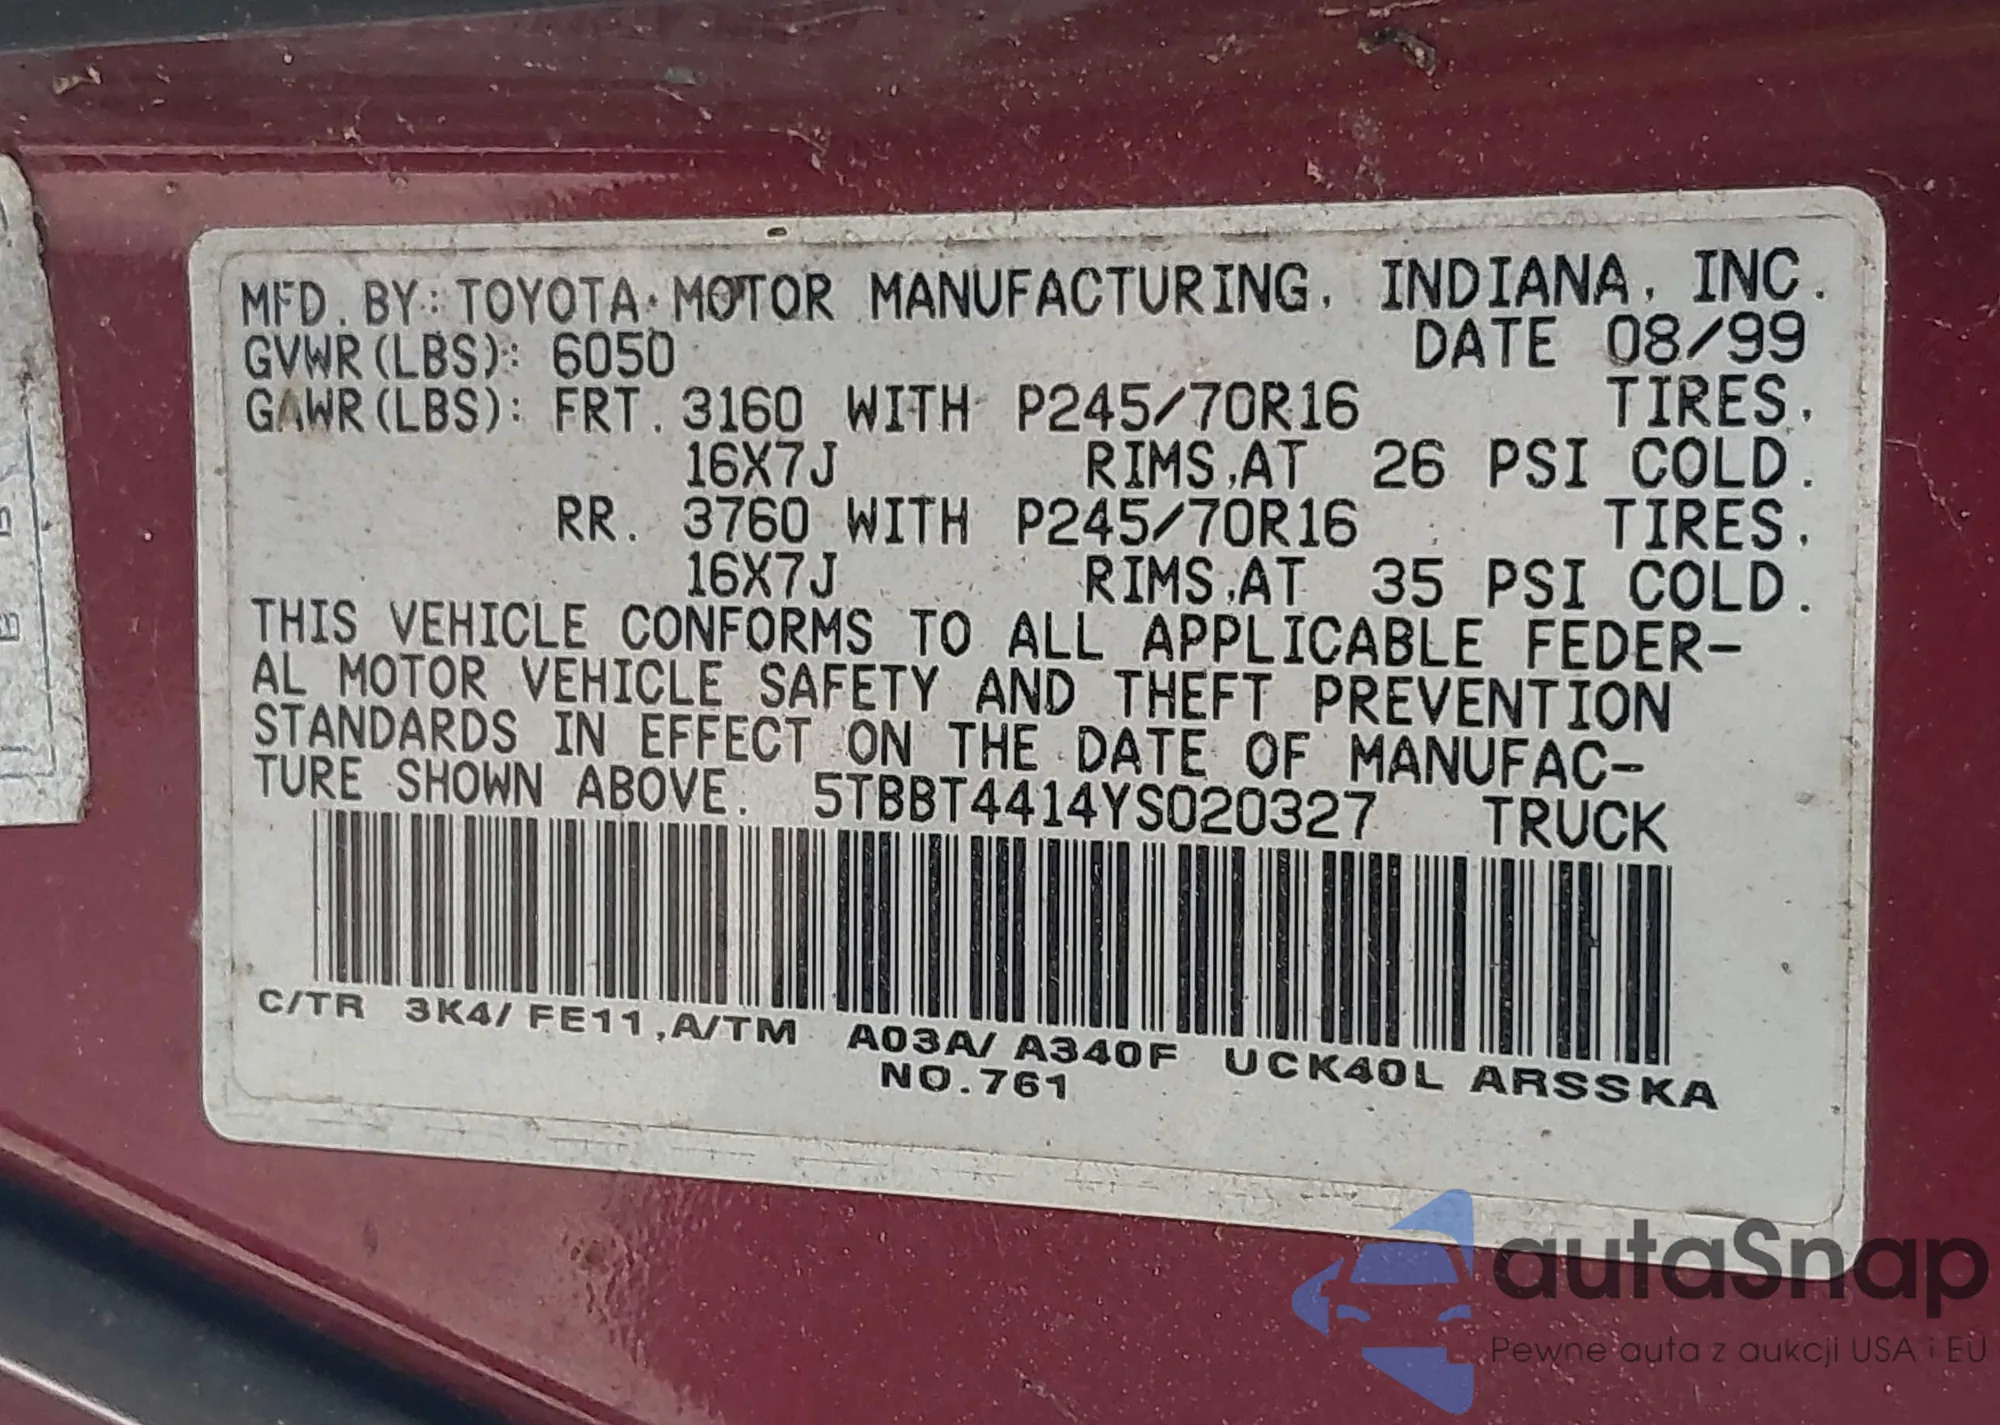 MFD. BY: TOYOTA MOTOR MANUFACTURING, INDIANA, INC.
GVWR(LBS): 6050 DATE 08/99
GAWR(LBS): FRT. 3160 WITH P245/70R16 TIRES,
16X7J RIMS,AT 26 PSI COLD.
RR. 3760 WITH P245/70R16 TIRES,
16X7J RIMS,AT 35 PSI COLD.
THIS VEHICLE CONFORMS TO ALL APPLICABLE FEDER-
AL MOTOR VEHICLE SAFETY AND THEFT PREVENTION
STANDARDS IN EFFECT ON THE DATE OF MANUFAC-
TURE SHOWN ABOVE. 5TBBT4414YS020327 TRUCK
C/TR 3K4/FE11,A/TM A03A/A340F UCK40L ARSSKA
NO.761
autaSnap
Pewne auta z aukcji USA i EU